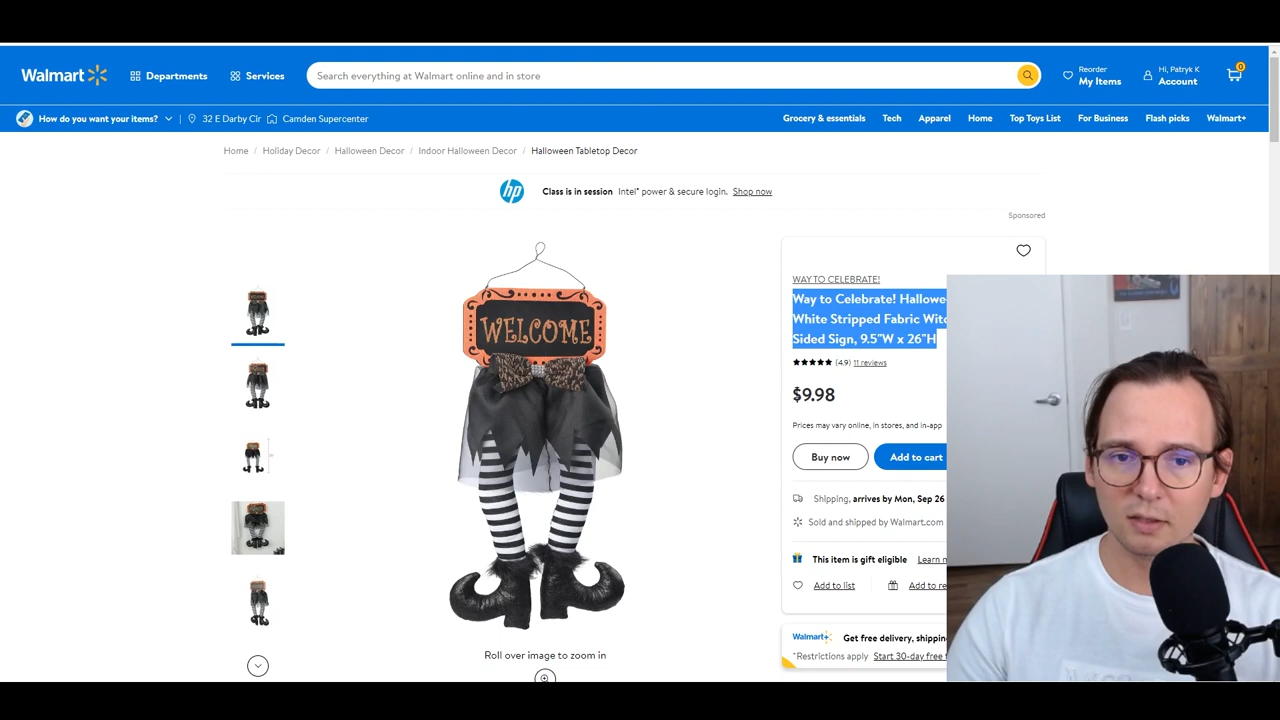 Walmart
Departments
Services
Search everything at Walmart online and in store
Reorder
My Items
Hi, Patryk K
Account
0
How do you want your items?
32 E Darby Cir
Camden Supercenter
Grocery & essentials
Tech
Apparel
Home
Top Toys List
For Business
Flash picks
Walmart+
Home / Holiday Decor / Halloween Decor / Indoor Halloween Decor / Halloween Tabletop Decor
hp
Class is in session Intel® power & secure login. Shop now
Sponsored
WELCOME
WAY TO CELEBRATE!
Way to Celebrate! Hallowe
White Stripped Fabric Witc
Sided Sign, 9.5"W x 26"H
(4.9) 11 reviews
$9.98
Prices may vary online, in stores, and in-app
Buy now
Add to cart
Shipping, arrives by Mon, Sep 26
Sold and shipped by Walmart.com
This item is gift eligible Learn
Add to list
Add to re
Walmart+
Get free delivery, shippin
*Restrictions apply Start 30-day free
Roll over image to zoom in